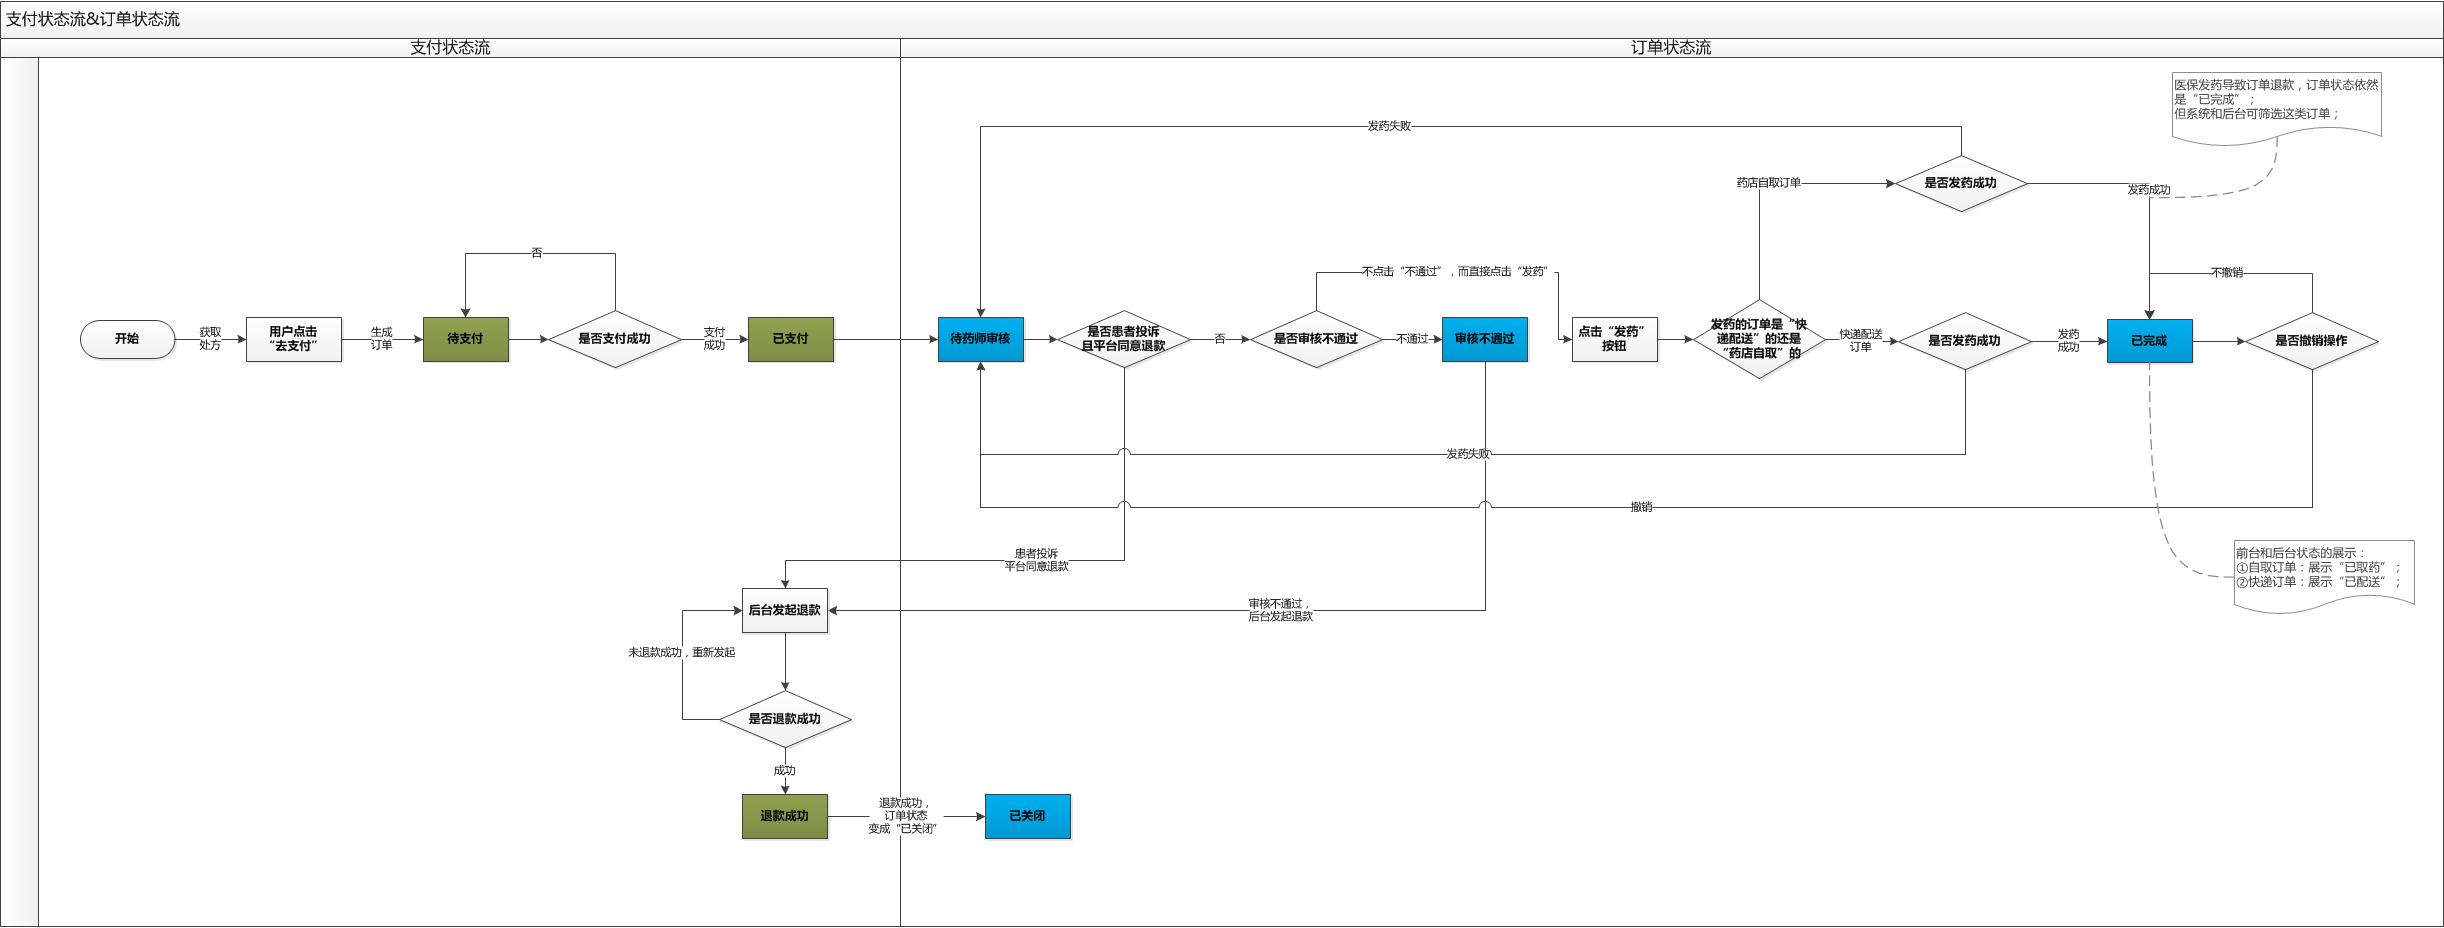 支付状态流&订单状态流
支付状态流
订单状态流
医保发药导致订单退款，订单状态依然
是“已完成”；
但系统和后台可筛选这类订单；
发药失败
药店自取订单
是否发药成功
发药成功
否
不点击“不通过”，而直接点击“发药”
不撤销
开始
获取
处方
用户点击
“去支付”
生成
订单
待支付
是否支付成功
支付
成功
已支付
待药师审核
是否患者投诉
且平台同意退款
否
是否审核不通过
不通过
审核不通过
点击“发药”
按钮
发药的订单是“快
递配送”的还是
“药店自取”的
快递配送
订单
是否发药成功
发药
成功
已完成
是否撤销操作
发药失败
撤销
患者投诉
平台同意退款
前台和后台状态的展示：
①自取订单：展示“已取药”；
②快递订单：展示“已配送”；
后台发起退款
审核不通过，
后台发起退款
未退款成功，重新发起
是否退款成功
成功
退款成功
退款成功，
订单状态
变成“已关闭”
已关闭